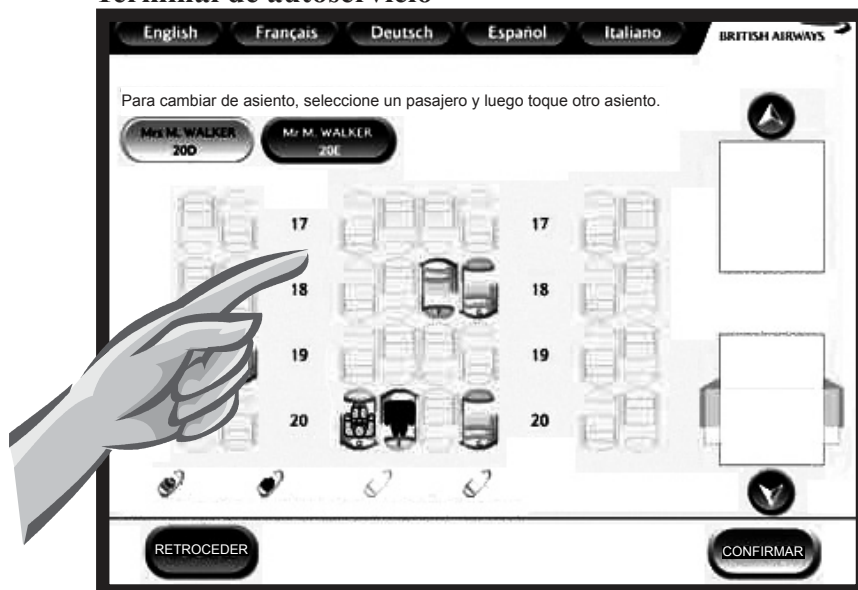 Terminal de autoservicio
English Français Deutsch Español Italiano BRITISH AIRWAYS
Para cambiar de asiento, seleccione un pasajero y luego toque otro asiento.
Mrs M. WALKER Mr M. WALKER
20D 20E
17 17
18 18
19 19
20 20
RETROCEDER CONFIRMAR